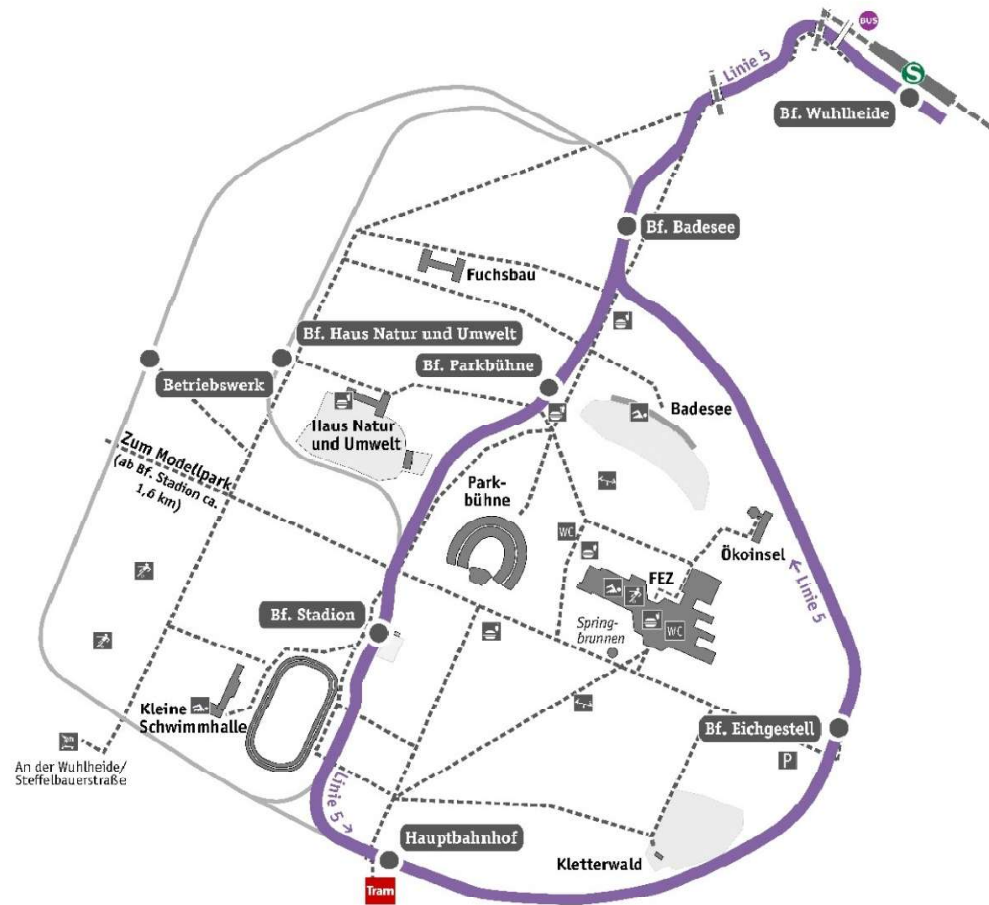 BUS
Linie 5
S
Bf. Wuhlheide
Bf. Badesee
Fuchsbau
Bf. Haus Natur und Umwelt
Bf. Parkbühne
Betriebswerk
Badesee
Haus Natur
und Umwelt
Zum Modellpark
(ab Bf. Stadion ca.
1,6 km)
Park-
bühne
WC
Ökoinsel
FEZ
← Linie 5
Bf. Stadion
Spring-
brunnen
WC
Kleine
Schwimmhalle
Bf. Eichgestell
P
An der Wuhlheide/
Steffelbauerstraße
Linie 5 →
Hauptbahnhof
Kletterwald
Tram